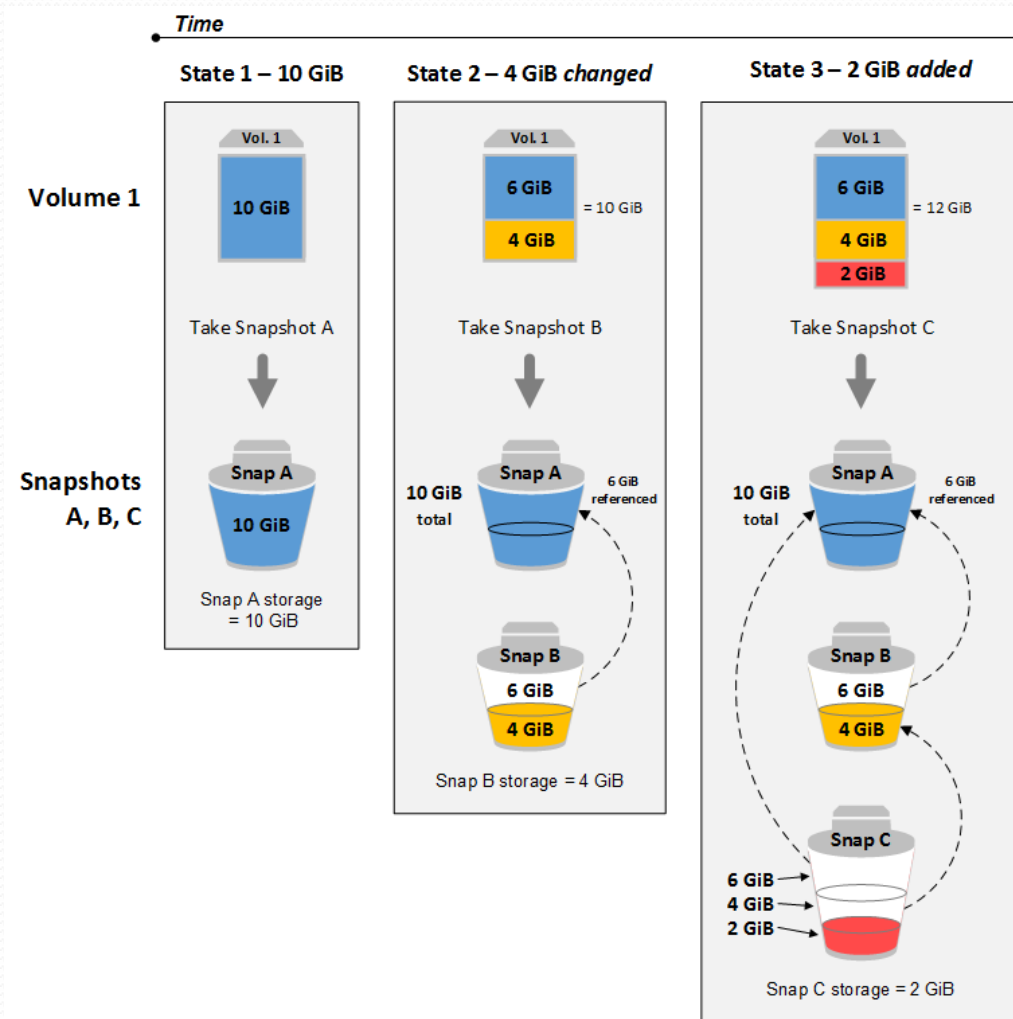 Time
State 1 – 10 GiB
State 2 – 4 GiB changed
State 3 – 2 GiB added
Volume 1
Vol. 1
10 GiB
Take Snapshot A
Vol. 1
6 GiB
4 GiB
= 10 GiB
Take Snapshot B
Vol. 1
6 GiB
4 GiB
2 GiB
= 12 GiB
Take Snapshot C
Snapshots
A, B, C
Snap A
10 GiB
Snap A storage
= 10 GiB
10 GiB
total
Snap A
6 GiB
referenced
Snap B
6 GiB
4 GiB
Snap B storage = 4 GiB
10 GiB
total
Snap A
6 GiB
referenced
Snap B
6 GiB
4 GiB
Snap C
6 GiB
4 GiB
2 GiB
Snap C storage = 2 GiB